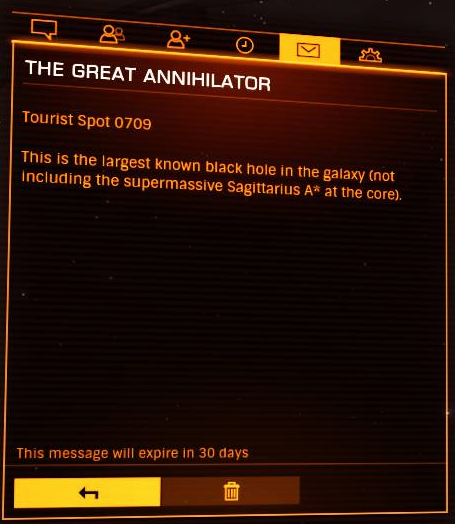 THE GREAT ANNIHILATOR
Tourist Spot 0709
This is the largest known black hole in the galaxy (not
including the supermassive Sagittarius A* at the core).
This message will expire in 30 days